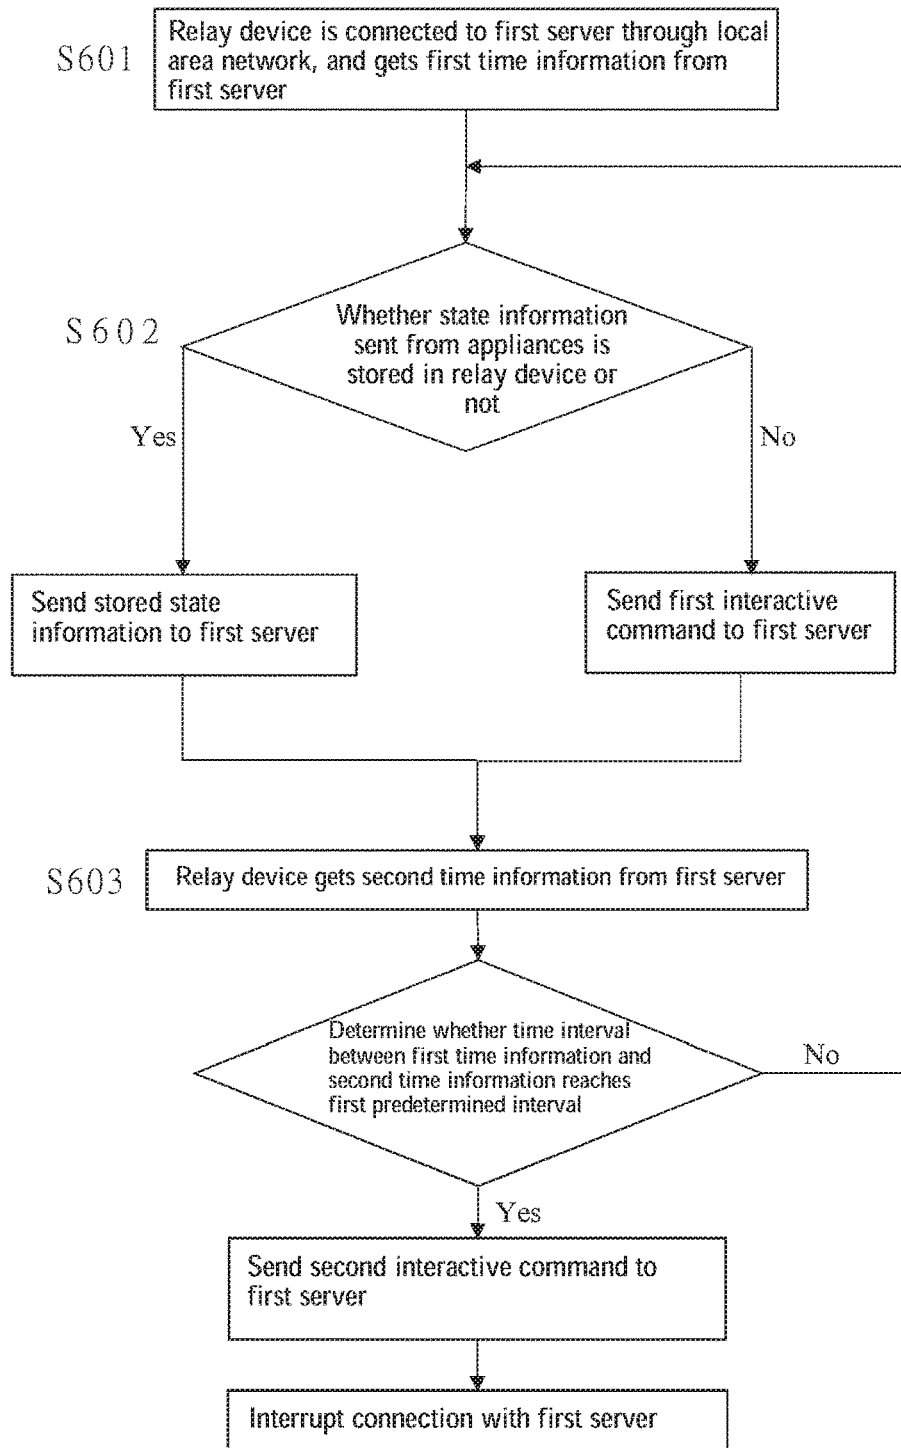 Relay device is connected to first server through local
S601
area network, and gets first time information from
first server
Whether state information
S602
sent from appliances is
stored in relay device or
not
Yes
No
Send stored state
information to first server
Send first interactive
command to first server
S603
Relay device gets second time information from first server
Determine whether time interval
between first time information and
second time information reaches
first predetermined interval
No
Yes
Send second interactive command to
first server
Interrupt connection with first server